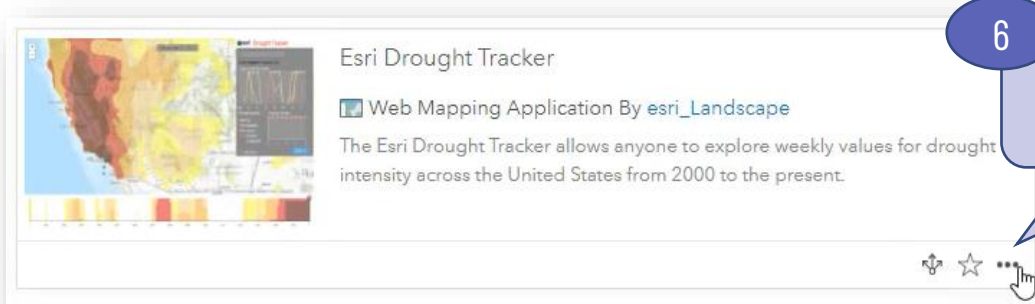 6
Esri Drought Tracker
Web Mapping Application By esri_Landscape
The Esri Drought Tracker allows anyone to explore weekly values for drought
intensity across the United States from 2000 to the present.